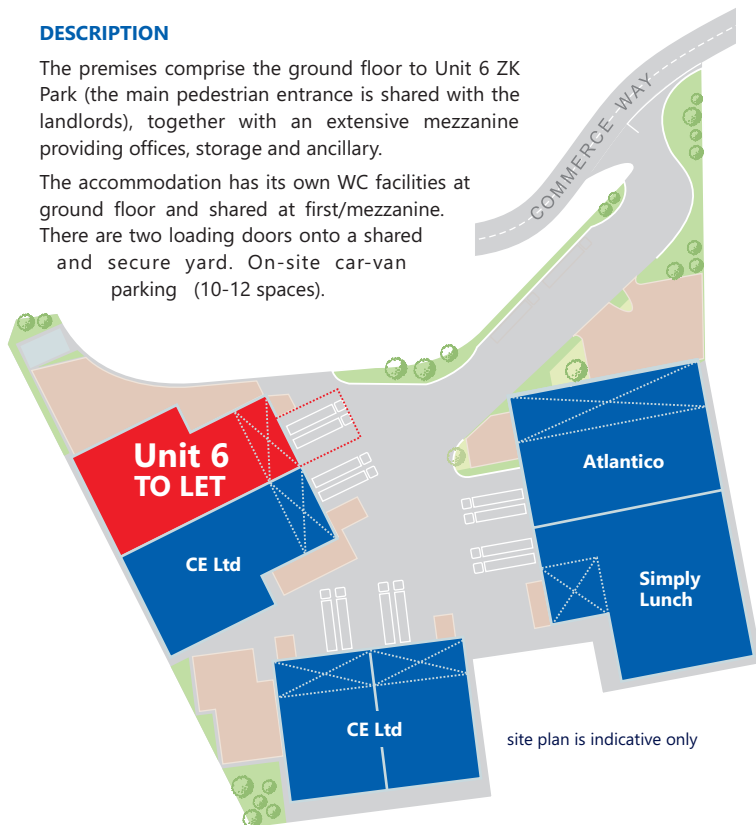 DESCRIPTION
The premises comprise the ground floor to Unit 6 ZK
Park (the main pedestrian entrance is shared with the
landlords), together with an extensive mezzanine
providing offices, storage and ancillary.
The accommodation has its own WC facilities at
ground floor and shared at first/mezzanine.
There are two loading doors onto a shared
and secure yard. On-site car-van
parking (10-12 spaces).
COMMERCE WAY
Unit 6
TO LET
Atlantico
CE Ltd
Simply
Lunch
CE Ltd
site plan is indicative only